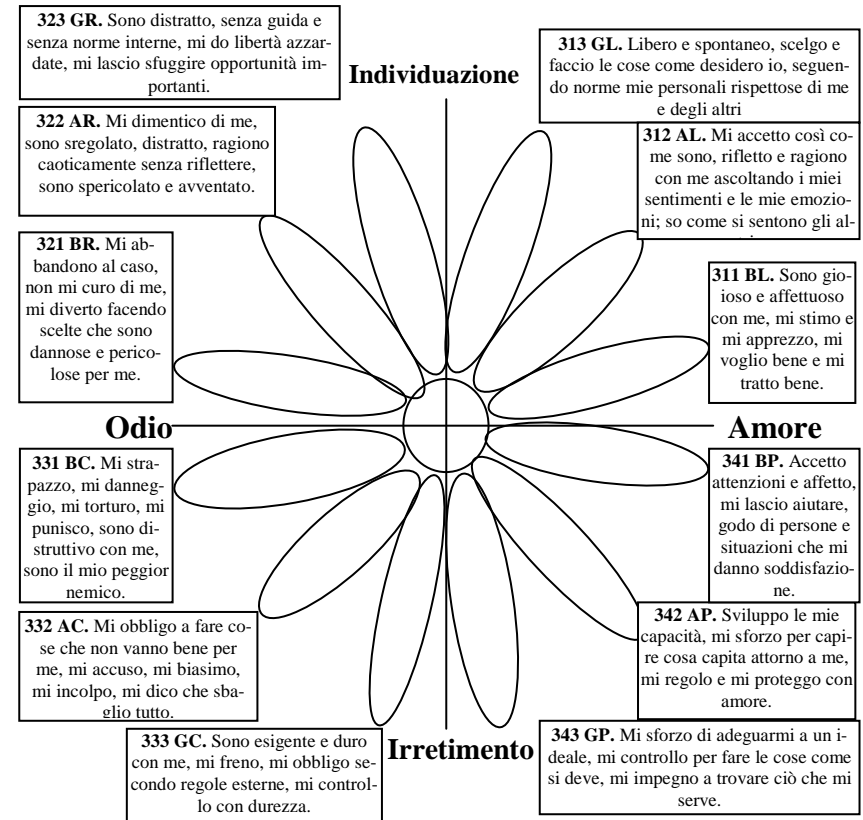 323 GR. Sono distratto, senza guida e
senza norme interne, mi do libertà azzar-
date, mi lascio sfuggire opportunità im-
portanti.
Individuazione
313 GL. Libero e spontaneo, scelgo e
faccio le cose come desidero io, seguen-
do norme mie personali rispettose di me
e degli altri
322 AR. Mi dimentico di me,
sono sregolato, distratto, ragiono
caoticamente senza riflettere,
sono spericolato e avventato.
312 AL. Mi accetto così co-
me sono, rifletto e ragiono
con me ascoltando i miei
sentimenti e le mie emozio-
ni; so come si sentono gli al-
321 BR. Mi ab-
bandono al caso,
non mi curo di me,
mi diverto facendo
scelte che sono
dannose e perico-
lose per me.
311 BL. Sono gio-
ioso e affettuoso
con me, mi stimo e
mi apprezzo, mi
voglio bene e mi
tratto bene.
Odio
Amore
331 BC. Mi stra-
pazzo, mi danneg-
gio, mi torturo, mi
punisco, sono di-
struttivo con me,
sono il mio peggior
nemico.
341 BP. Accetto
attenzioni e affetto,
mi lascio aiutare,
godo di persone e
situazioni che mi
danno soddisfazio-
ne.
332 AC. Mi obbligo a fare co-
se che non vanno bene per
me, mi accuso, mi biasimo,
mi incolpo, mi dico che sba-
glio tutto.
342 AP. Sviluppo le mie
capacità, mi sforzo per capi-
re cosa capita attorno a me,
mi regolo e mi proteggo con
amore.
333 GC. Sono esigente e duro
con me, mi freno, mi obbligo se-
condo regole esterne, mi control-
lo con durezza.
Irretimento
343 GP. Mi sforzo di adeguarmi a un i-
deale, mi controllo per fare le cose come
si deve, mi impegno a trovare ciò che mi
serve.